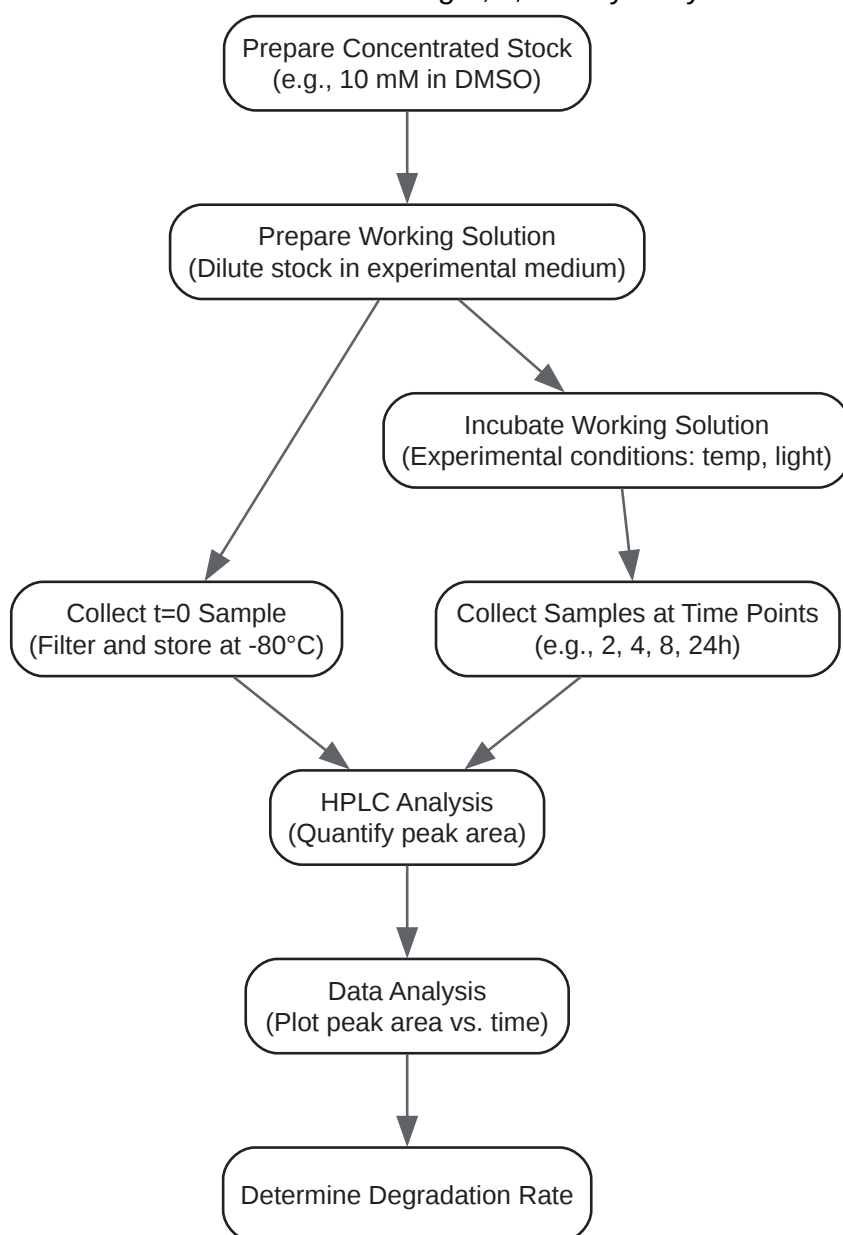 Prepare Concentrated Stock
(e.g., 10 mM in DMSO)
Prepare Working Solution
(Dilute stock in experimental medium)
Incubate Working Solution
(Experimental conditions: temp, light)
Collect t=0 Sample
(Filter and store at -80°C)
Collect Samples at Time Points
(e.g., 2, 4, 8, 24h)
HPLC Analysis
(Quantify peak area)
Data Analysis
(Plot peak area vs. time)
Determine Degradation Rate